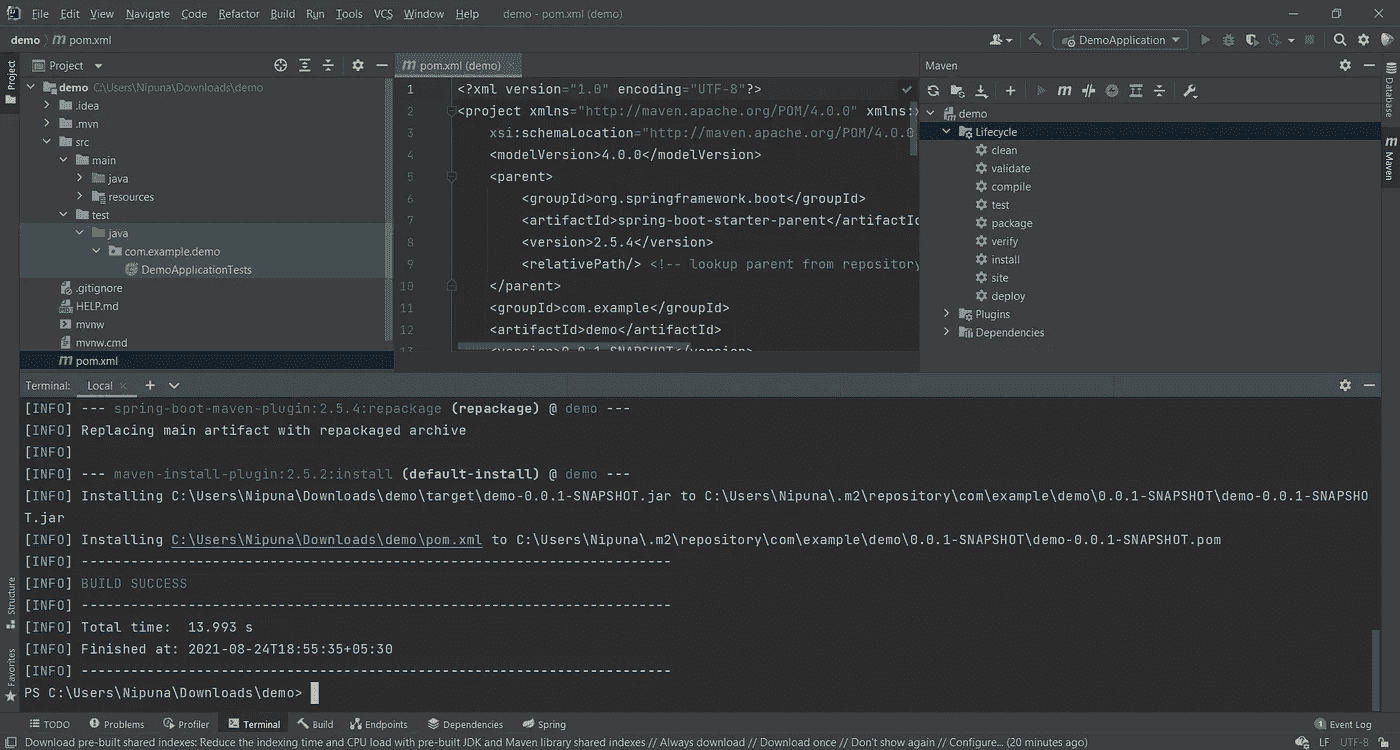 File Edit View Navigate Code Refactor Build Run Tools VCS Window Help demo - pom.xml (demo)
demo pom.xml
DemoApplication
Project
Project
demo C:\Users\Nipuna\Downloads\demo
.idea
.mvn
src
main
java
resources
test
java
com.example.demo
DemoApplicationTests
.gitignore
HELP.md
mvnw
mvnw.cmd
pom.xml
pom.xml (demo)
1 <?xml version="1.0" encoding="UTF-8"?>
2 <project xmlns="http://maven.apache.org/POM/4.0.0" xmlns:
3 xsi:schemaLocation="http://maven.apache.org/POM/4.0.0
4 <modelVersion>4.0.0</modelVersion>
5 <parent>
6 <groupId>org.springframework.boot</groupId>
7 <artifactId>spring-boot-starter-parent</artifactId
8 <version>2.5.4</version>
9 <relativePath/> <!-- lookup parent from repository
10 </parent>
11 <groupId>com.example</groupId>
12 <artifactId>demo</artifactId>
13 <version>0.0.1-SNAPSHOT</version>
Maven
demo
Lifecycle
clean
validate
compile
test
package
verify
install
site
deploy
Plugins
Dependencies
Database
Maven
Terminal: Local
[INFO] --- spring-boot-maven-plugin:2.5.4:repackage (repackage) @ demo ---
[INFO] Replacing main artifact with repackaged archive
[INFO]
[INFO] --- maven-install-plugin:2.5.2:install (default-install) @ demo ---
[INFO] Installing C:\Users\Nipuna\Downloads\demo\target\demo-0.0.1-SNAPSHOT.jar to C:\Users\Nipuna\.m2\repository\com\example\demo\0.0.1-SNAPSHOT\demo-0.0.1-SNAPSHO
T.jar
[INFO] Installing C:\Users\Nipuna\Downloads\demo\pom.xml to C:\Users\Nipuna\.m2\repository\com\example\demo\0.0.1-SNAPSHOT\demo-0.0.1-SNAPSHOT.pom
[INFO] ------------------------------------------------------------------------
[INFO] BUILD SUCCESS
[INFO] ------------------------------------------------------------------------
[INFO] Total time:  13.993 s
[INFO] Finished at: 2021-08-24T18:55:35+05:30
[INFO] ------------------------------------------------------------------------
PS C:\Users\Nipuna\Downloads\demo>
Structure
Favorites
TODO Problems Profiler Terminal Build Endpoints Dependencies Spring 1 Event Log
Download pre-built shared indexes: Reduce the indexing time and CPU load with pre-built JDK and Maven library shared indexes // Always download // Download once // Don't show again // Configure... (20 minutes ago) LF UTF-8